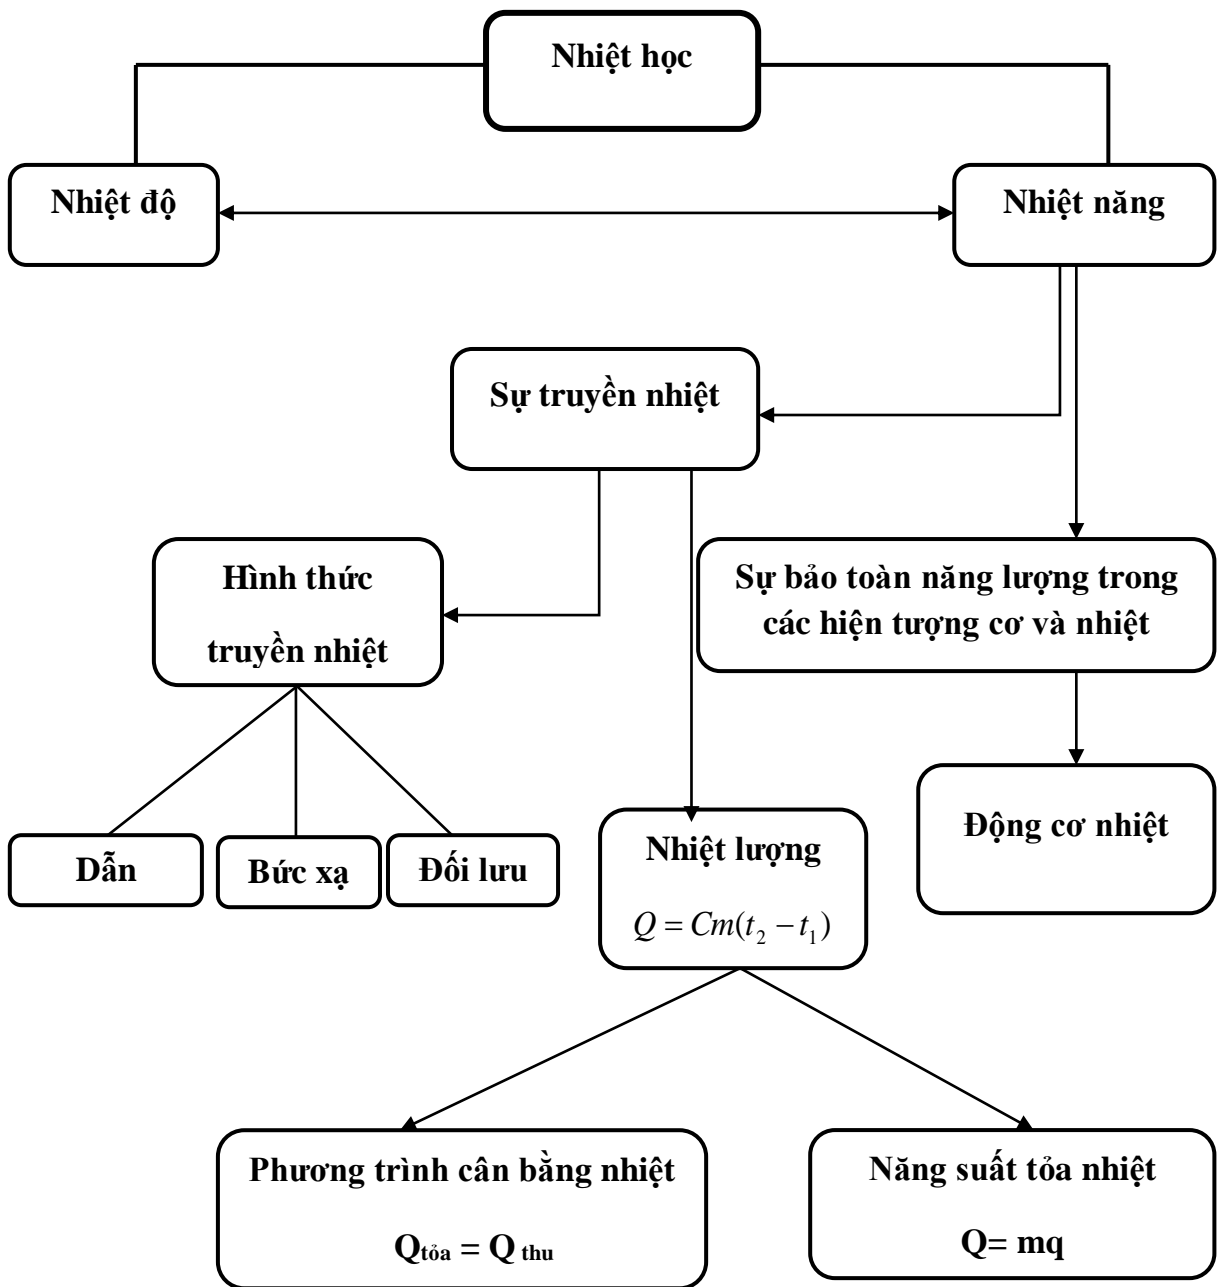 Nhiệt học
Nhiệt độ
Nhiệt năng
Sự truyền nhiệt
Hình thức
truyền nhiệt
Sự bảo toàn năng lượng trong
các hiện tượng cơ và nhiệt
Dẫn
Bức xạ
Đối lưu
Nhiệt lượng
Q = Cm(t₂ − t₁)
Động cơ nhiệt
Phương trình cân bằng nhiệt
Qtỏa = Q thu
Năng suất tỏa nhiệt
Q= mq